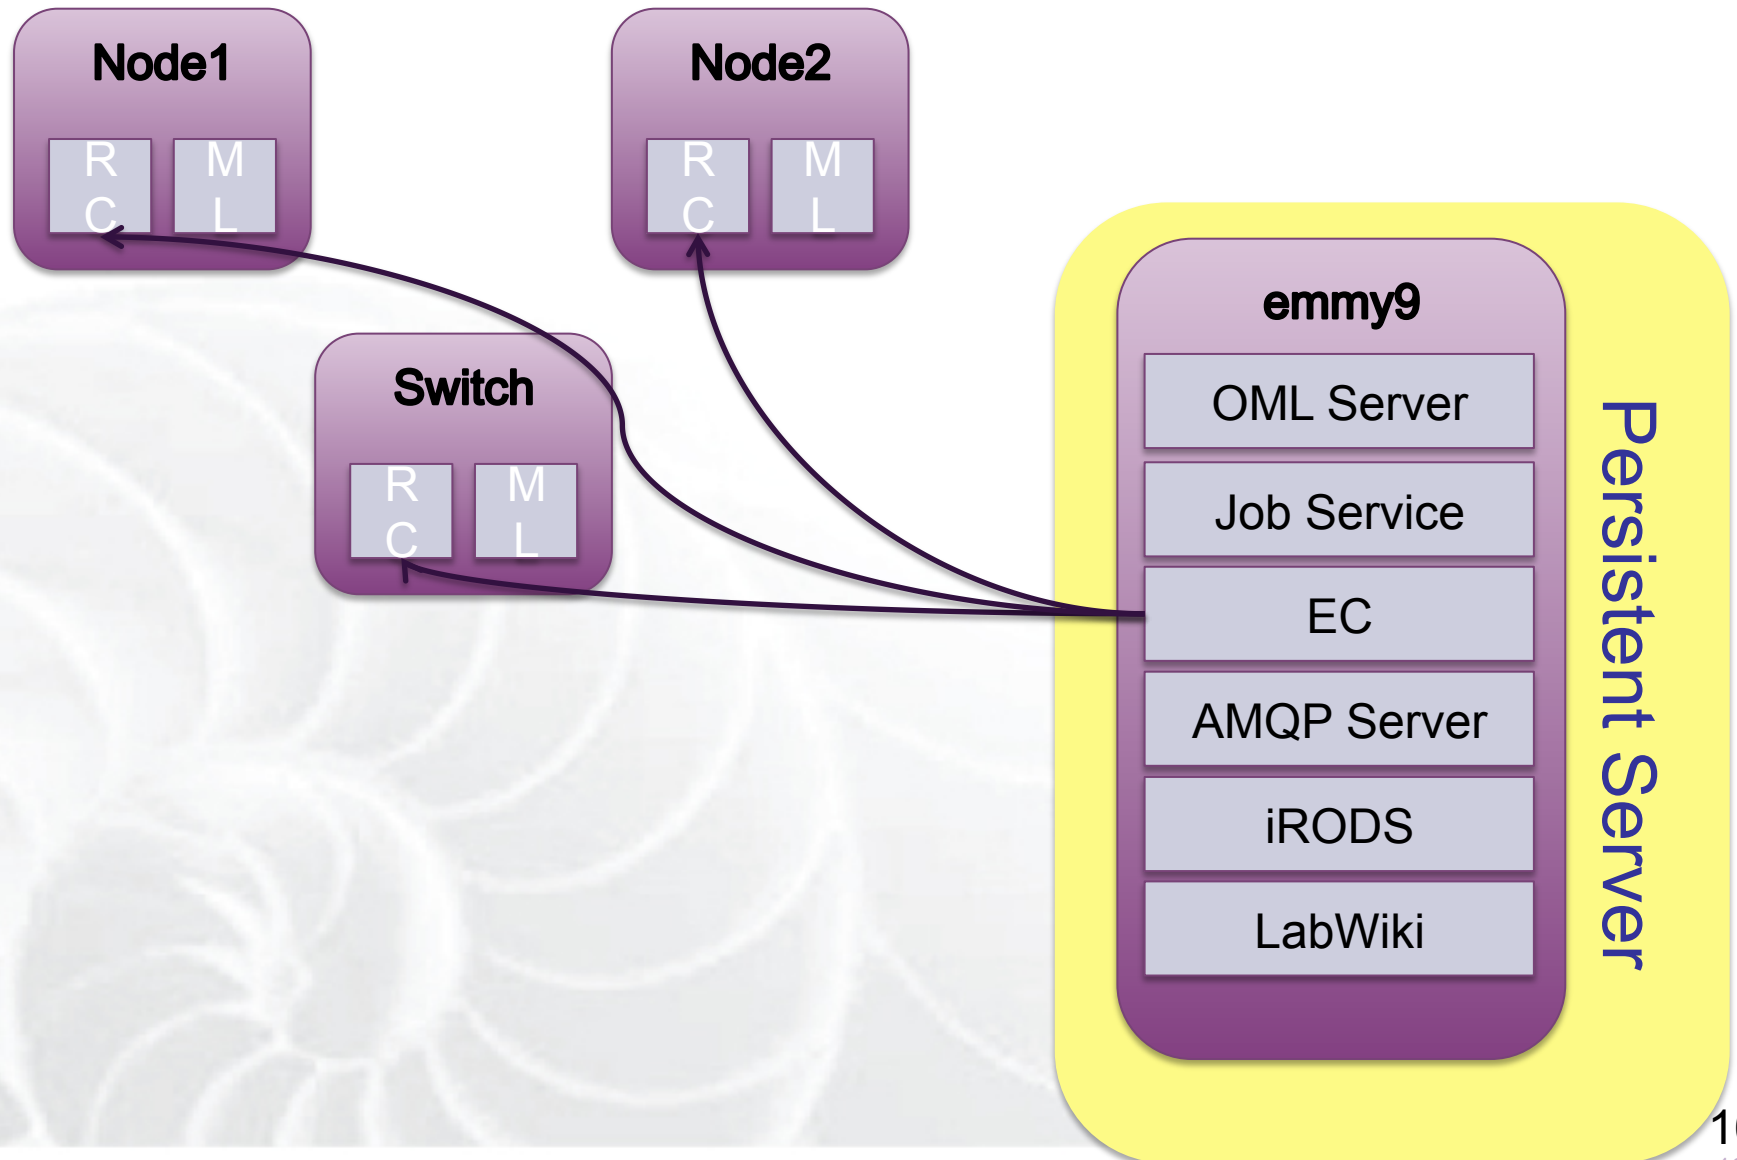 Node1
R
C
M
L
Node2
R
C
M
L
Switch
R
C
M
L
emmy9
OML Server
Job Service
EC
AMQP Server
iRODS
LabWiki
Persistent Server